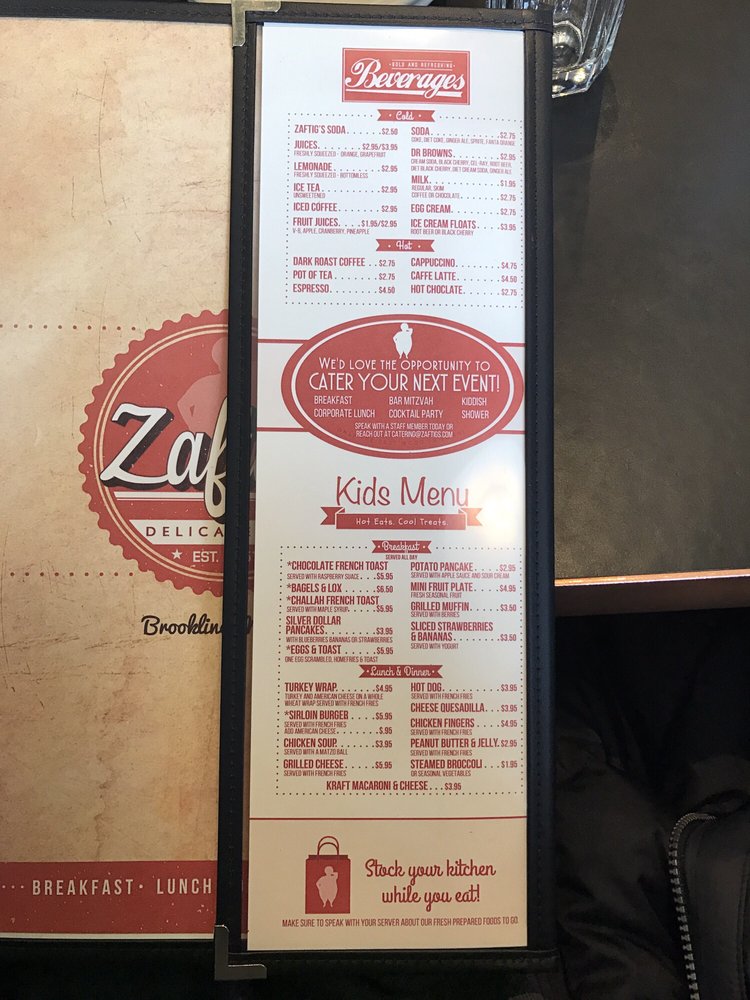 COLD AND REFRESHING
Beverages
Cold
ZAFTIG'S SODA........$2.50
JUICES........$2.95/$3.95
FRESHLY SQUEEZED - ORANGE, GRAPEFRUIT
LEMONADE........$2.95
FRESHLY SQUEEZED - BOTTOMLESS
ICE TEA........$2.95
UNSWEETENED
ICED COFFEE........$2.95
FRUIT JUICES....$1.95/$2.95
V-8, APPLE, CRANBERRY, PINEAPPLE
SODA........$2.75
COKE, DIET COKE, GINGER ALE, SPRITE, FANTA ORANGE
DR BROWNS........$2.95
CREAM SODA, BLACK CHERRY, CEL-RAY, ROOT BEER,
DIET BLACK CHERRY, DIET CREAM SODA, GINGER ALE
MILK........$1.95
REGULAR, SKIM
COFFEE OR CHOCOLATE........$2.75
EGG CREAM........$2.75
ICE CREAM FLOATS....$3.95
ROOT BEER OR BLACK CHERRY
Hot
DARK ROAST COFFEE ..$2.75
POT OF TEA........$2.75
ESPRESSO........$4.50
CAPPUCCINO........$4.75
CAFFE LATTE........$4.50
HOT CHOCLATE........$2.75
WE'D LOVE THE OPPORTUNITY TO
CATER YOUR NEXT EVENT!
BREAKFAST BAR MITZVAH KIDDISH
CORPORATE LUNCH COCKTAIL PARTY SHOWER
SPEAK WITH A STAFF MEMBER TODAY OR
REACH OUT AT CATERING@ZAFTIGS.COM
Kids Menu
Hot Eats. Cool Treats.
Breakfast
SERVED ALL DAY
*CHOCOLATE FRENCH TOAST
SERVED WITH RASPBERRY SUACE..$5.95
*BAGELS & LOX........$6.50
*CHALLAH FRENCH TOAST
SERVED WITH MAPLE SYRUP........$5.95
SILVER DOLLAR
PANCAKES........$3.95
WITH BLUEBERRIES BANANAS OR STRAWBERRIES
*EGGS & TOAST........$5.95
ONE EGG SCRAMBLED, HOMEFRIES & TOAST
POTATO PANCAKE.....$2.95
SERVED WITH APPLE SAUCE AND SOUR CREAM
MINI FRUIT PLATE....$4.95
FRESH SEASONAL FRUIT
GRILLED MUFFIN.....$3.50
SERVED WITH BERRIES
SLICED STRAWBERRIES
& BANANAS........$3.50
SERVED WITH YOGURT
Lunch & Dinner
TURKEY WRAP........$4.95
TURKEY AND AMERICAN CHEESE ON A WHOLE
WHEAT WRAP SERVED WITH FRENCH FRIES
*SIRLOIN BURGER.....$5.95
SERVED WITH FRENCH FRIES
ADD AMERICAN CHEESE........$.95
CHICKEN SOUP........$3.95
SERVED WITH A MATZO BALL
GRILLED CHEESE.....$5.95
SERVED WITH FRENCH FRIES
HOT DOG........$3.95
SERVED WITH FRENCH FRIES
CHEESE QUESADILLA...$3.95
CHICKEN FINGERS....$4.95
SERVED WITH FRENCH FRIES
PEANUT BUTTER & JELLY.$2.95
SERVED WITH FRENCH FRIES
STEAMED BROCCOLI...$1.95
OR SEASONAL VEGETABLES
KRAFT MACARONI & CHEESE...$3.95
Stock your kitchen
while you eat!
MAKE SURE TO SPEAK WITH YOUR SERVER ABOUT OUR FRESH PREPARED FOODS TO GO.
Zaf
DELICA
EST.
Brookline
BREAKFAST • LUNCH